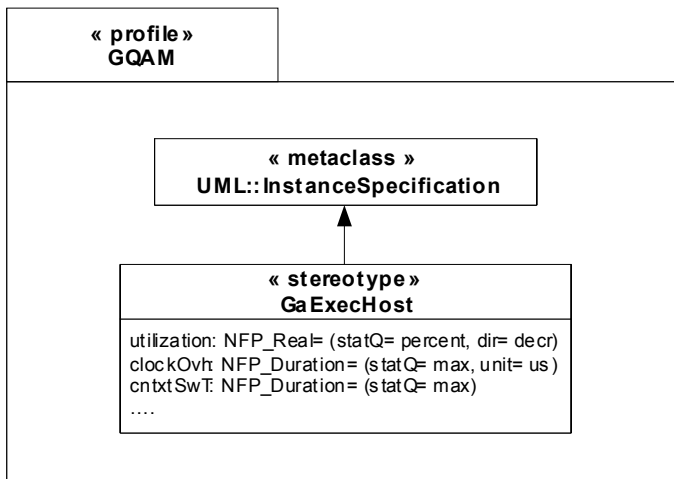 « profile»
GQAM
« metaclass »
UML::InstanceSpecification
« stereotype»
GaExecHost
utilization: NFP_Real= (statQ= percent, dir= decr)
clockOvh: NFP_Duration= (statQ= max, unit= us)
cntxtSwT: NFP_Duration= (statQ= max)
....